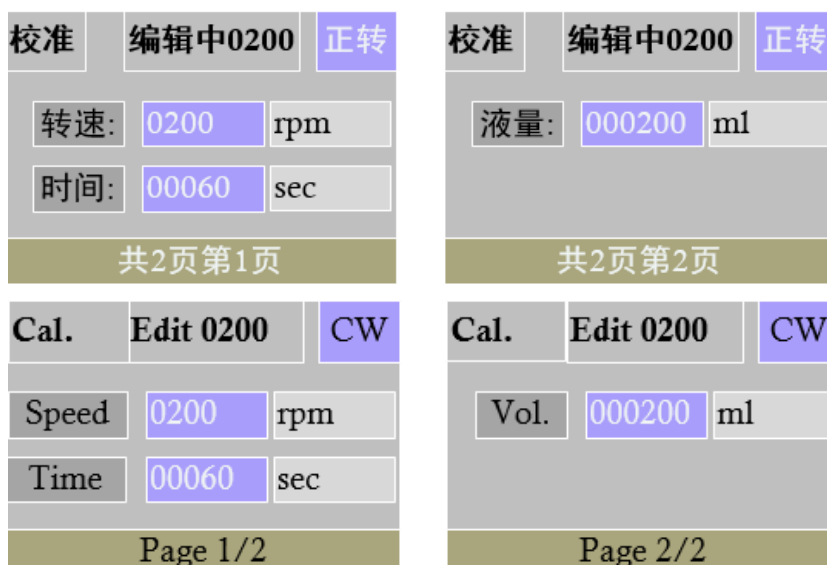 校准 编辑中0200 正转
转速: 0200 rpm
时间: 00060 sec
共2页第1页
校准 编辑中0200 正转
液量: 000200 ml
共2页第2页
Cal. Edit 0200 CW
Speed 0200 rpm
Time 00060 sec
Page 1/2
Cal. Edit 0200 CW
Vol. 000200 ml
Page 2/2